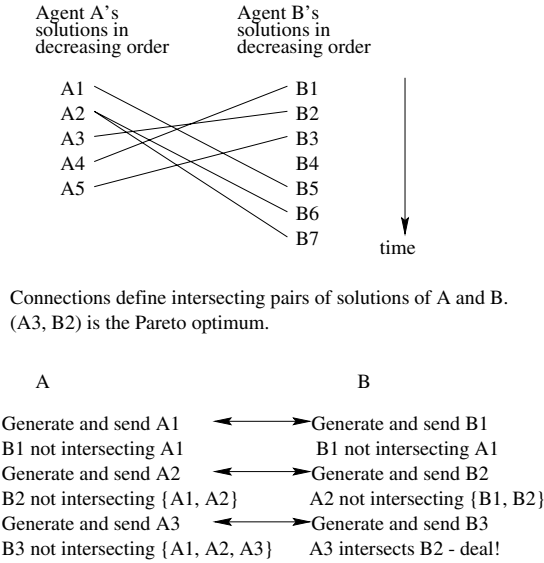 Agent A's
solutions in
decreasing order
Agent B's
solutions in
decreasing order
A1
A2
A3
A4
A5
B1
B2
B3
B4
B5
B6
B7
time
Connections define intersecting pairs of solutions of A and B.
(A3, B2) is the Pareto optimum.
A B
Generate and send A1 Generate and send B1
B1 not intersecting A1 B1 not intersecting A1
Generate and send A2 Generate and send B2
B2 not intersecting {A1, A2} A2 not intersecting {B1, B2}
Generate and send A3 Generate and send B3
B3 not intersecting {A1, A2, A3} A3 intersects B2 - deal!